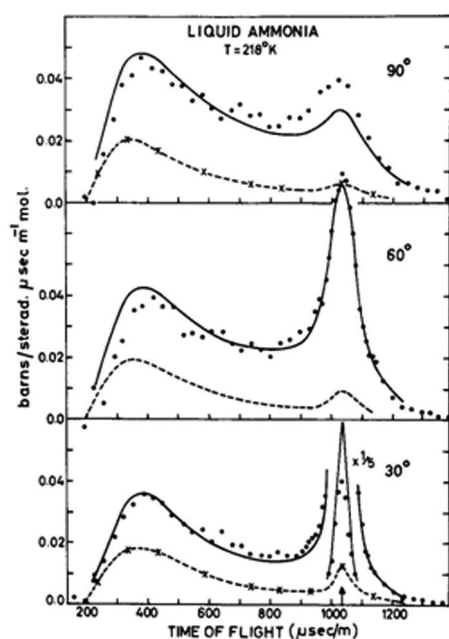 LIQUID AMMONIA
T=218°K
90°
0.04
0.02
0.0
60°
0.04
0.02
0.0
30°
x 1/5
0.04
0.02
0.0
barns/sterad. μsec m⁻¹ mol.
200 400 600 800 1000 1200
TIME OF FLIGHT (μsec/m)